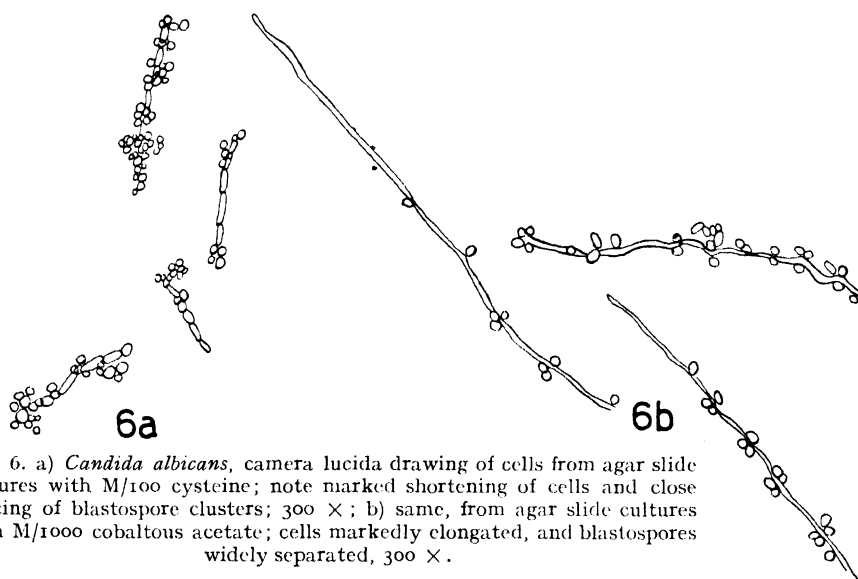 6a
6b
6. a) Candida albicans, camera lucida drawing of cells from agar slide
ures with M/100 cysteine; note marked shortening of cells and close
ing of blastospore clusters; 300 ×; b) same, from agar slide cultures
M/1000 cobaltous acetate; cells markedly elongated, and blastospores
widely separated, 300 ×.